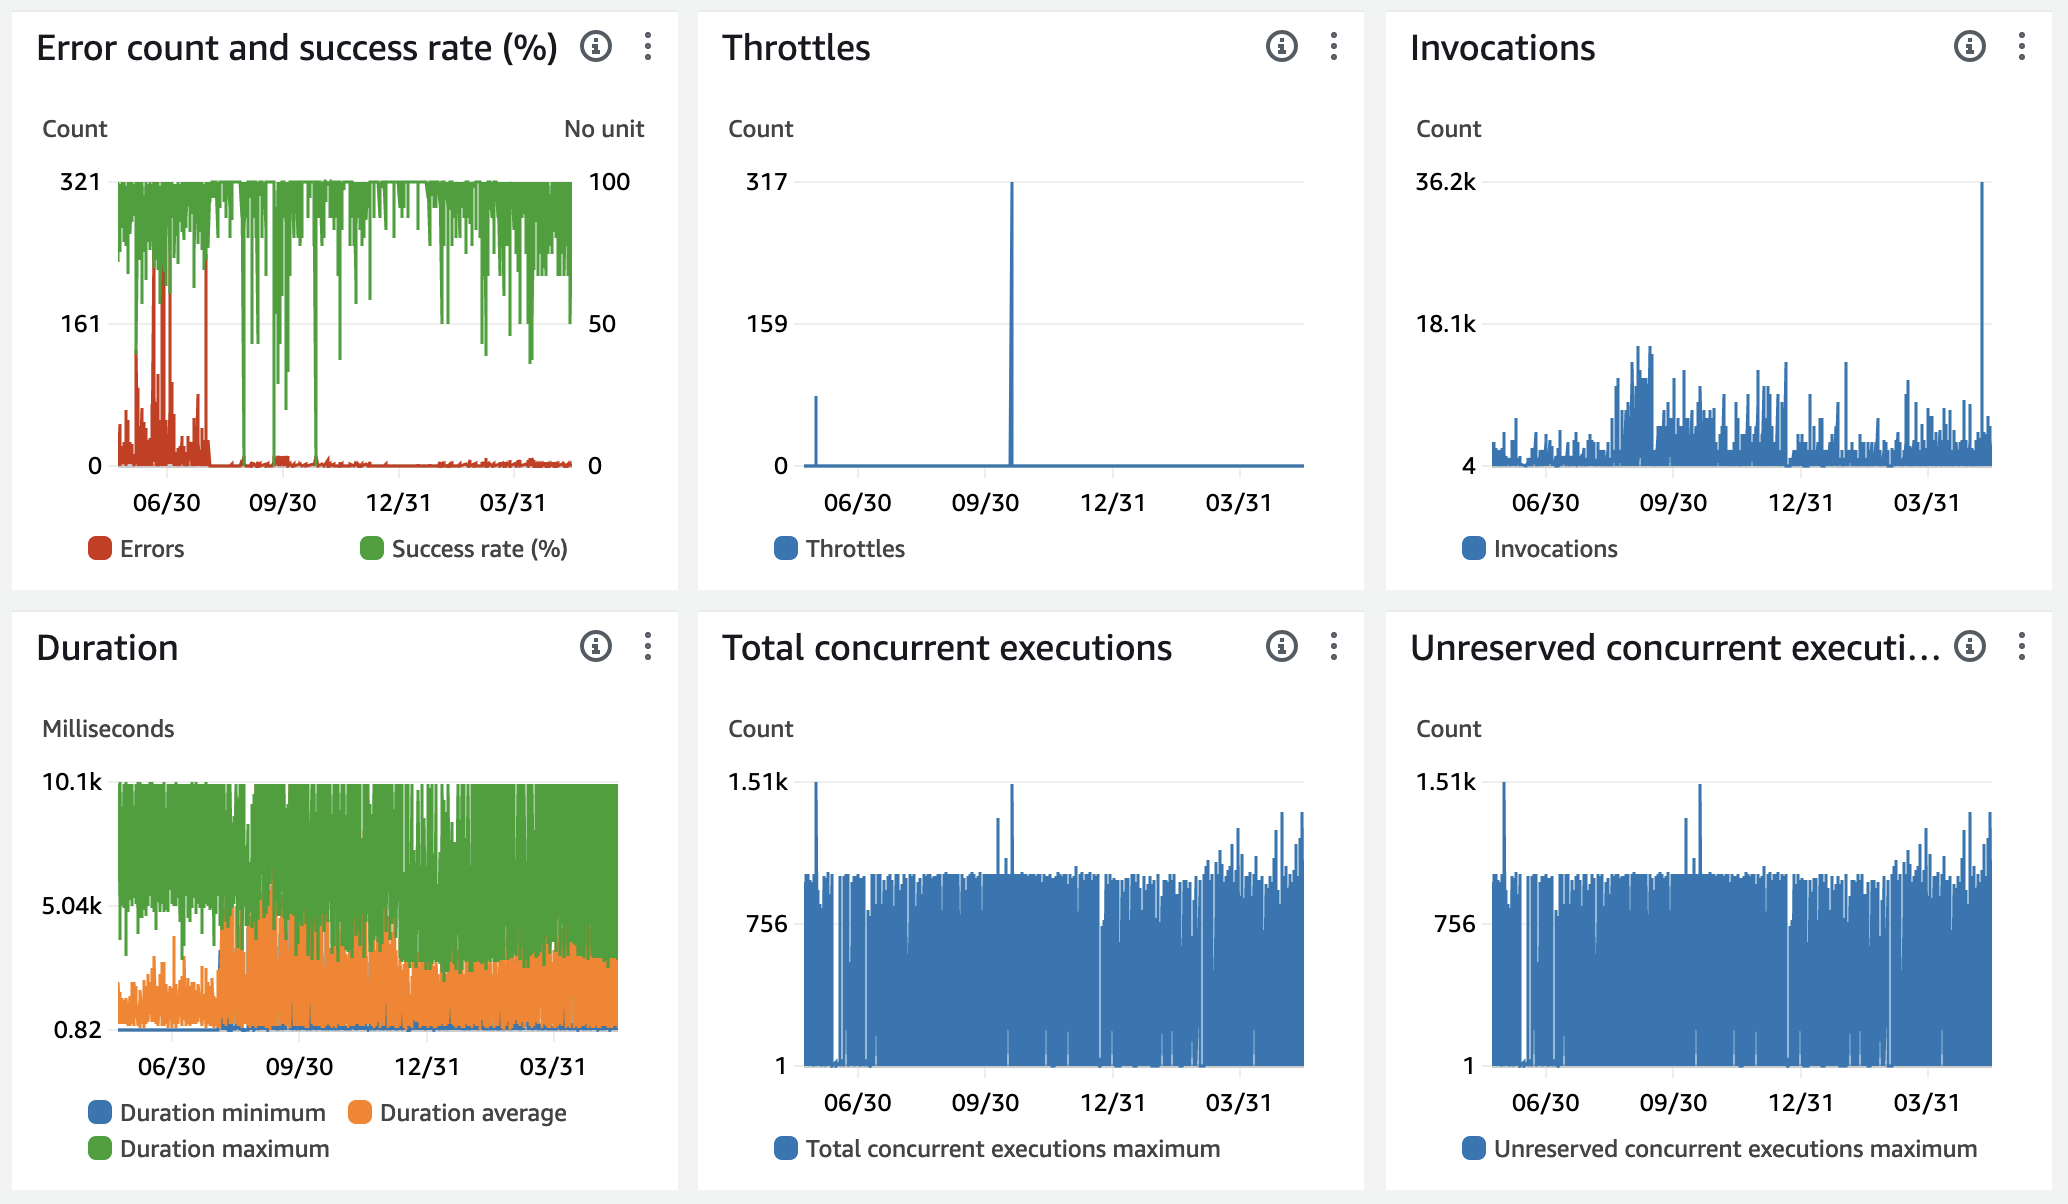 Error count and success rate (%)
Count
No unit
321
161
0
100
50
0
06/30
09/30
12/31
03/31
Errors
Success rate (%)
Throttles
Count
317
159
0
06/30
09/30
12/31
03/31
Throttles
Invocations
Count
36.2k
18.1k
4
06/30
09/30
12/31
03/31
Invocations
Duration
Milliseconds
10.1k
5.04k
0.82
06/30
09/30
12/31
03/31
Duration minimum
Duration average
Duration maximum
Total concurrent executions
Count
1.51k
756
1
06/30
09/30
12/31
03/31
Total concurrent executions maximum
Unreserved concurrent executi...
Count
1.51k
756
1
06/30
09/30
12/31
03/31
Unreserved concurrent executions maximum